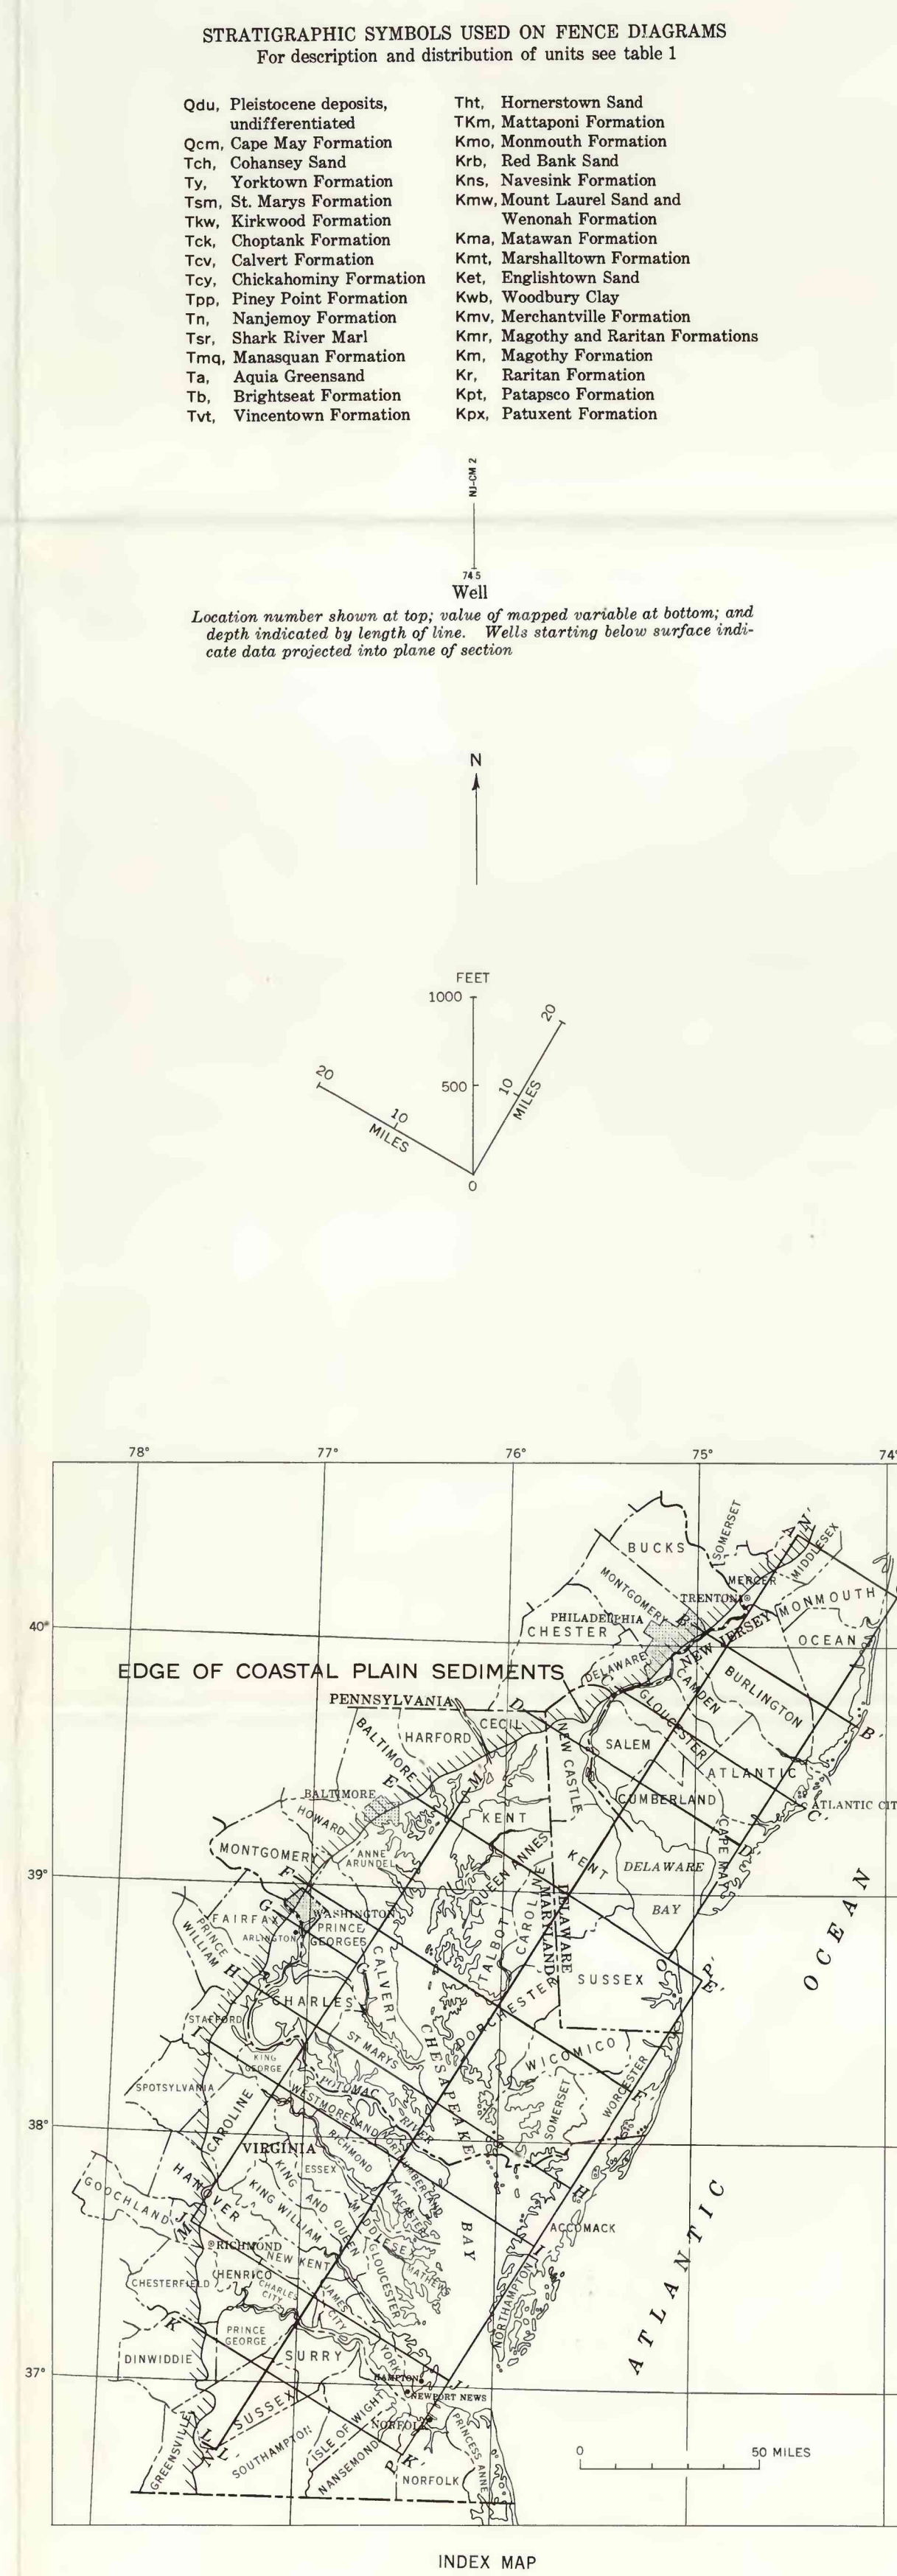 STRATIGRAPHIC SYMBOLS USED ON FENCE DIAGRAMS
For description and distribution of units see table 1
Qdu, Pleistocene deposits,
undifferentiated
Qcm, Cape May Formation
Tch, Cohansey Sand
Ty, Yorktown Formation
Tsm, St. Marys Formation
Tkw, Kirkwood Formation
Tck, Choptank Formation
Tcv, Calvert Formation
Tcy, Chickahominy Formation
Tpp, Piney Point Formation
Tn, Nanjemoy Formation
Tsr, Shark River Marl
Tmq, Manasquan Formation
Ta, Aquia Greensand
Tb, Brightseat Formation
Tvt, Vincentown Formation
Tht, Hornerstown Sand
TKm, Mattaponi Formation
Kmo, Monmouth Formation
Krb, Red Bank Sand
Kns, Navesink Formation
Kmw, Mount Laurel Sand and
Wenonah Formation
Kma, Matawan Formation
Kmt, Marshalltown Formation
Ket, Englishtown Sand
Kwb, Woodbury Clay
Kmv, Merchantville Formation
Kmr, Magothy and Raritan Formations
Km, Magothy Formation
Kr, Raritan Formation
Kpt, Patapsco Formation
Kpx, Patuxent Formation
NJ-CM 2
745
Well
Location number shown at top; value of mapped variable at bottom; and
depth indicated by length of line. Wells starting below surface indi-
cate data projected into plane of section
N
FEET
1000
500
0
20
10
MILES
20
10
MILES
78° 77° 76° 75° 74°
SOMERSET
BUCKS
A N'
MIDDLESEX
MERCER
MONTGOMERY
TRENTON
MONMOUTH
40°
PHILADELPHIA
B
CHESTER
NEW JERSEY
OCEAN
DELAWARE
EDGE OF COASTAL PLAIN SEDIMENTS
C
CAMDEN
BURLINGTON
PENNSYLVANIA
D
GLOUCESTER
CECIL
B'
BALTIMORE
HARFORD
NEW CASTLE
SALEM
ATLANTIC
E
M'
BALTIMORE
CUMBERLAND
ATLANTIC CIT
HOWARD
KENT
C'
CAPE MAY
MONTGOMERY
ANNE
ARUNDEL
QUEEN ANNES
KENT
D'
39°
F
DELAWARE
BAY
G
WASHINGTON
FAIRFAX
PRINCE
GEORGES
ARLINGTON
PRINCE
WILLIAM
CALVERT
TALBOT
CAROLINE
MARYLAND
DELAWARE
OCEAN
H
SUSSEX
P'
E'
CHARLES
DORCHESTER
STAFFORD
I
ST MARYS
CHESAPEAKE
WICOMICO
KING
GEORGE
WORCESTER
SPOTSYLVANIA
POTOMAC
RIVER
F'
WESTMORELAND
SOMERSET
CAROLINE
38°
VIRGINIA
RICHMOND
NORTHUMBERLAND
ESSEX
HANOVER
KING
AND
QUEEN
GOOCHLAND
KING WILLIAM
LANCASTER
H'
J
M
MIDDLESEX
BAY
ACCOMACK
RICHMOND
I'
NEW KENT
MATHEWS
HENRICO
GLOUCESTER
CHESTERFIELD
CHARLES
CITY
JAMES
CITY
NORTHAMPTON
ATLANTIC
K
PRINCE
GEORGE
DINWIDDIE
SURRY
YORK
37°
HAMPTON
J'
NEWPORT NEWS
SUSSEX
ISLE OF WIGHT
NORFOLK
PRINCESS ANNE
GREENSVILLE
L L'
SOUTHAMPTON
NANSEMOND
P
K'
NORFOLK
0 50 MILES
INDEX MAP